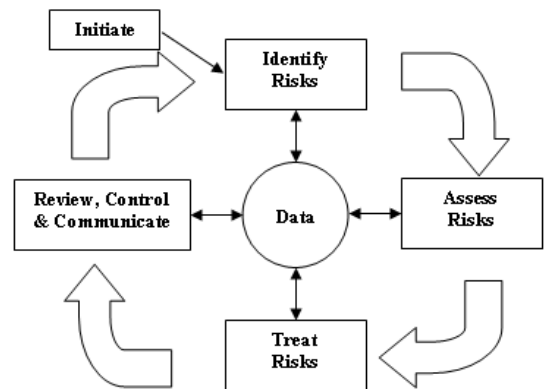 Initiate
Identify
Risks
Review, Control
& Communicate
Data
Assess
Risks
Treat
Risks